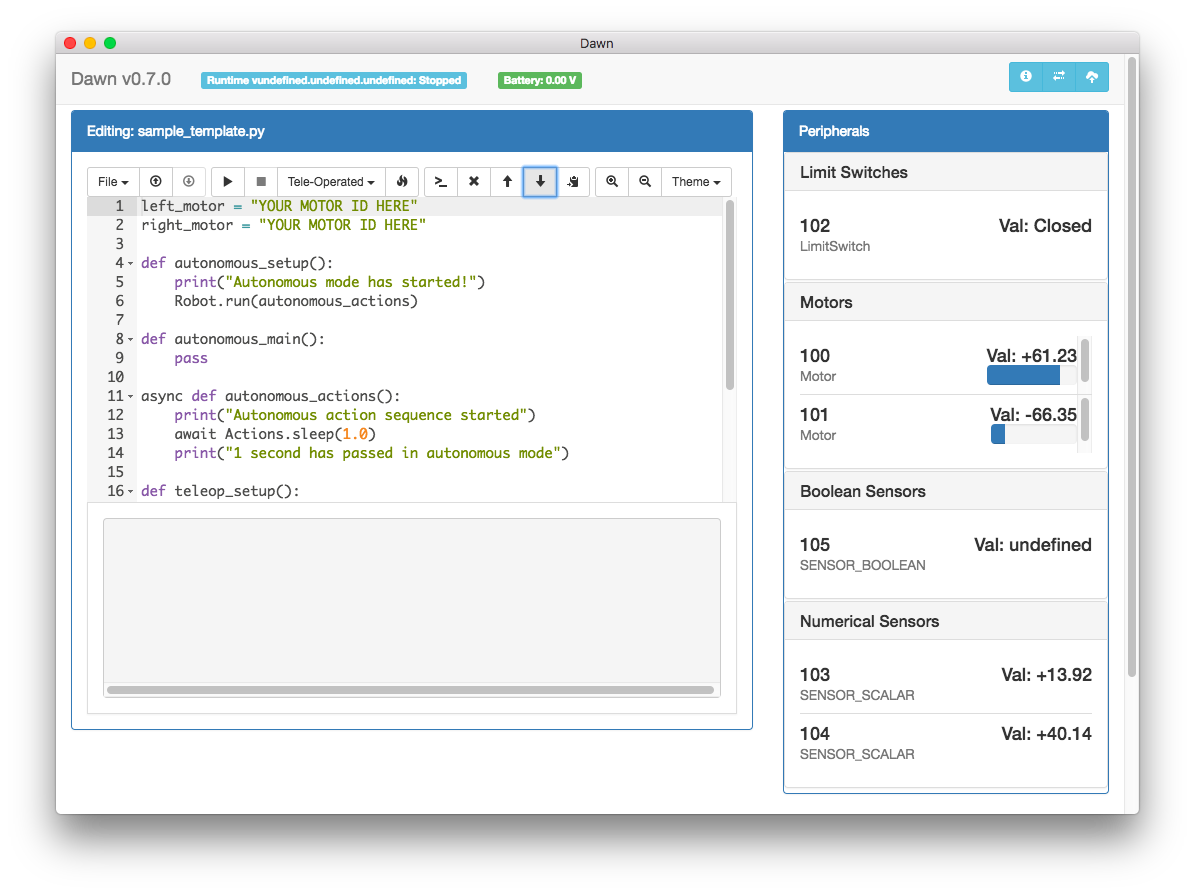 Dawn
Dawn v0.7.0 Runtime vundefined.undefined.undefined: Stopped Battery: 0.00 V
Editing: sample_template.py
File Tele-Operated Theme
1 left_motor = "YOUR MOTOR ID HERE"
2 right_motor = "YOUR MOTOR ID HERE"
3
4 def autonomous_setup():
5 print("Autonomous mode has started!")
6 Robot.run(autonomous_actions)
7
8 def autonomous_main():
9 pass
10
11 async def autonomous_actions():
12 print("Autonomous action sequence started")
13 await Actions.sleep(1.0)
14 print("1 second has passed in autonomous mode")
15
16 def teleop_setup():
Peripherals
Limit Switches
102 Val: Closed
LimitSwitch
Motors
100 Val: +61.23
Motor
101 Val: -66.35
Motor
Boolean Sensors
105 Val: undefined
SENSOR_BOOLEAN
Numerical Sensors
103 Val: +13.92
SENSOR_SCALAR
104 Val: +40.14
SENSOR_SCALAR